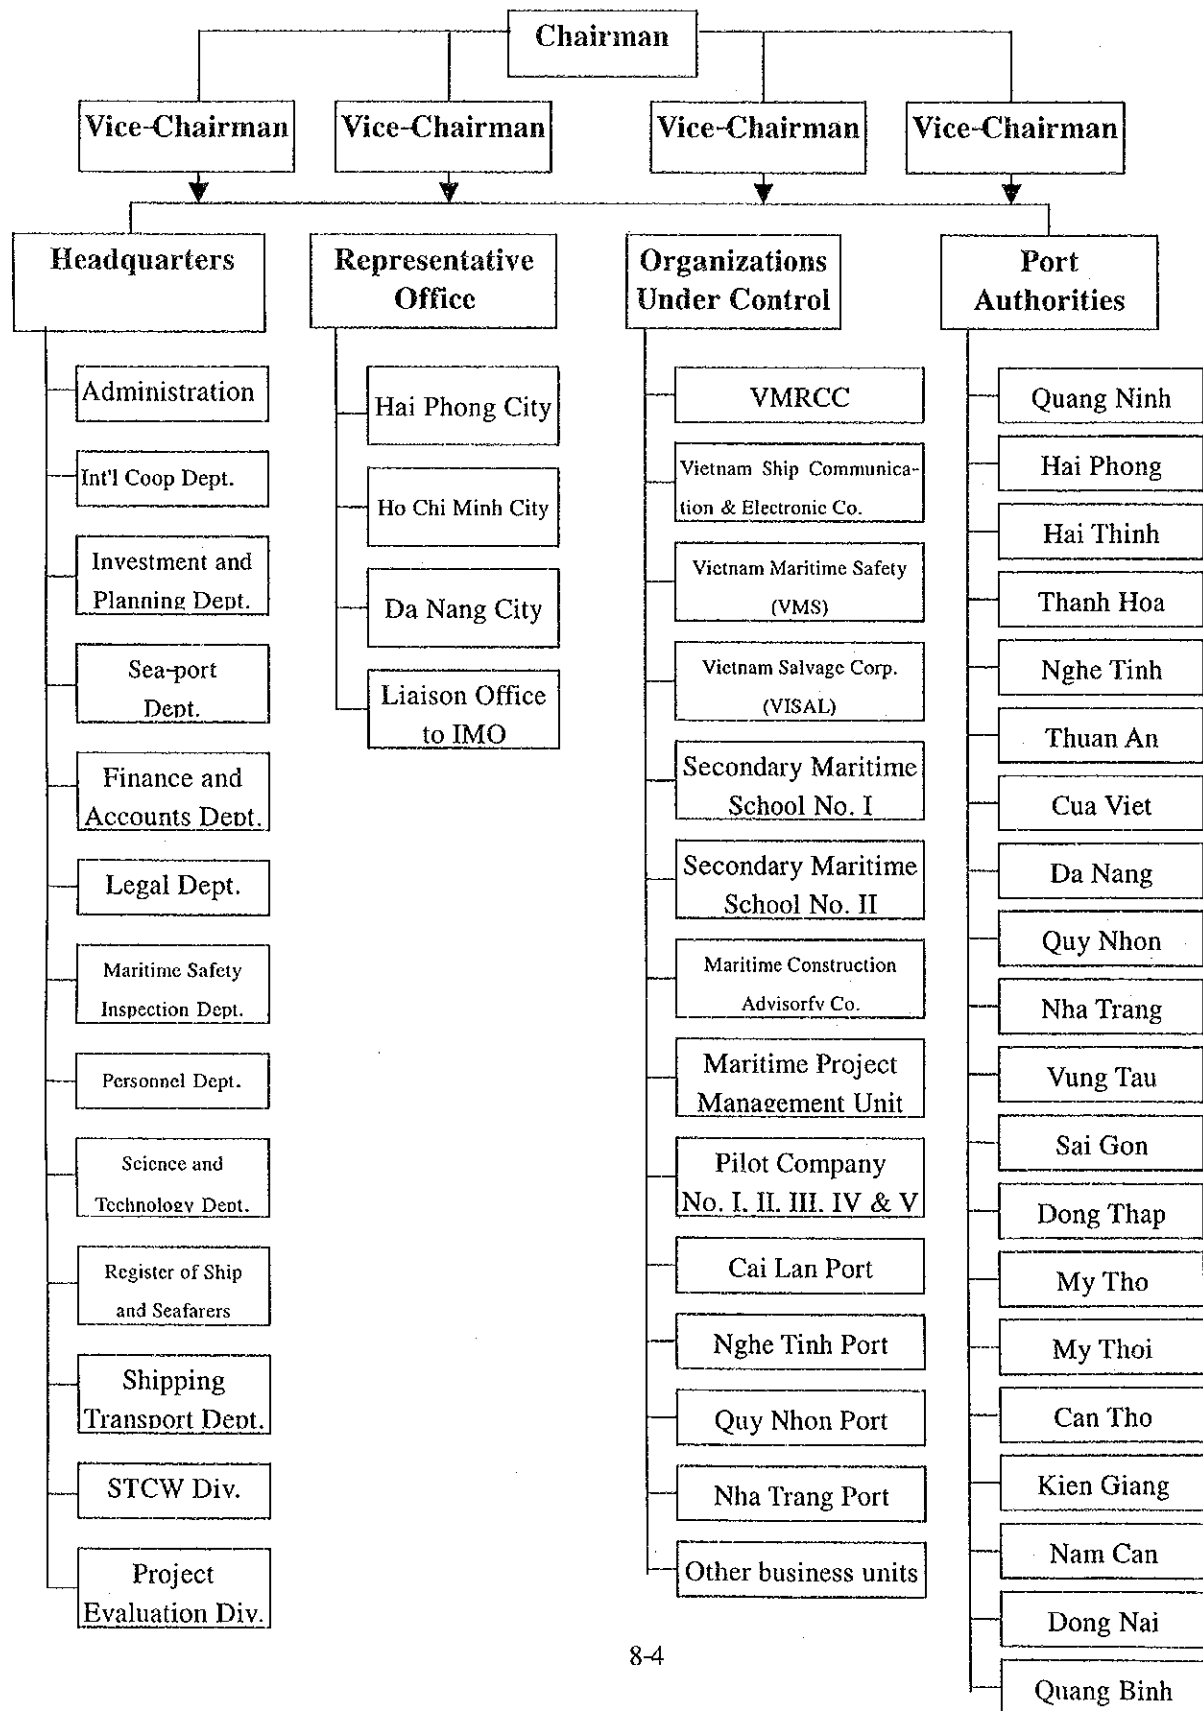 Chairman
Vice-Chairman
Vice-Chairman
Vice-Chairman
Vice-Chairman
Headquarters
Administration
Int'l Coop Dept.
Investment and
Planning Dept.
Sea-port
Dept.
Finance and
Accounts Dept.
Legal Dept.
Maritime Safety
Inspection Dept.
Personnel Dept.
Science and
Technology Dept.
Register of Ship
and Seafarers
Shipping
Transport Dept.
STCW Div.
Project
Evaluation Div.
Representative
Office
Hai Phong City
Ho Chi Minh City
Da Nang City
Liaison Office
to IMO
Organizations
Under Control
VMRCC
Vietnam Ship Communica-
tion & Electronic Co.
Vietnam Maritime Safety
(VMS)
Vietnam Salvage Corp.
(VISAL)
Secondary Maritime
School No. I
Secondary Maritime
School No. II
Maritime Construction
Advisorfv Co.
Maritime Project
Management Unit
Pilot Company
No. I. II. III. IV & V
Cai Lan Port
Nghe Tinh Port
Quy Nhon Port
Nha Trang Port
Other business units
Port
Authorities
Quang Ninh
Hai Phong
Hai Thinh
Thanh Hoa
Nghe Tinh
Thuan An
Cua Viet
Da Nang
Quy Nhon
Nha Trang
Vung Tau
Sai Gon
Dong Thap
My Tho
My Thoi
Can Tho
Kien Giang
Nam Can
Dong Nai
Quang Binh
8-4